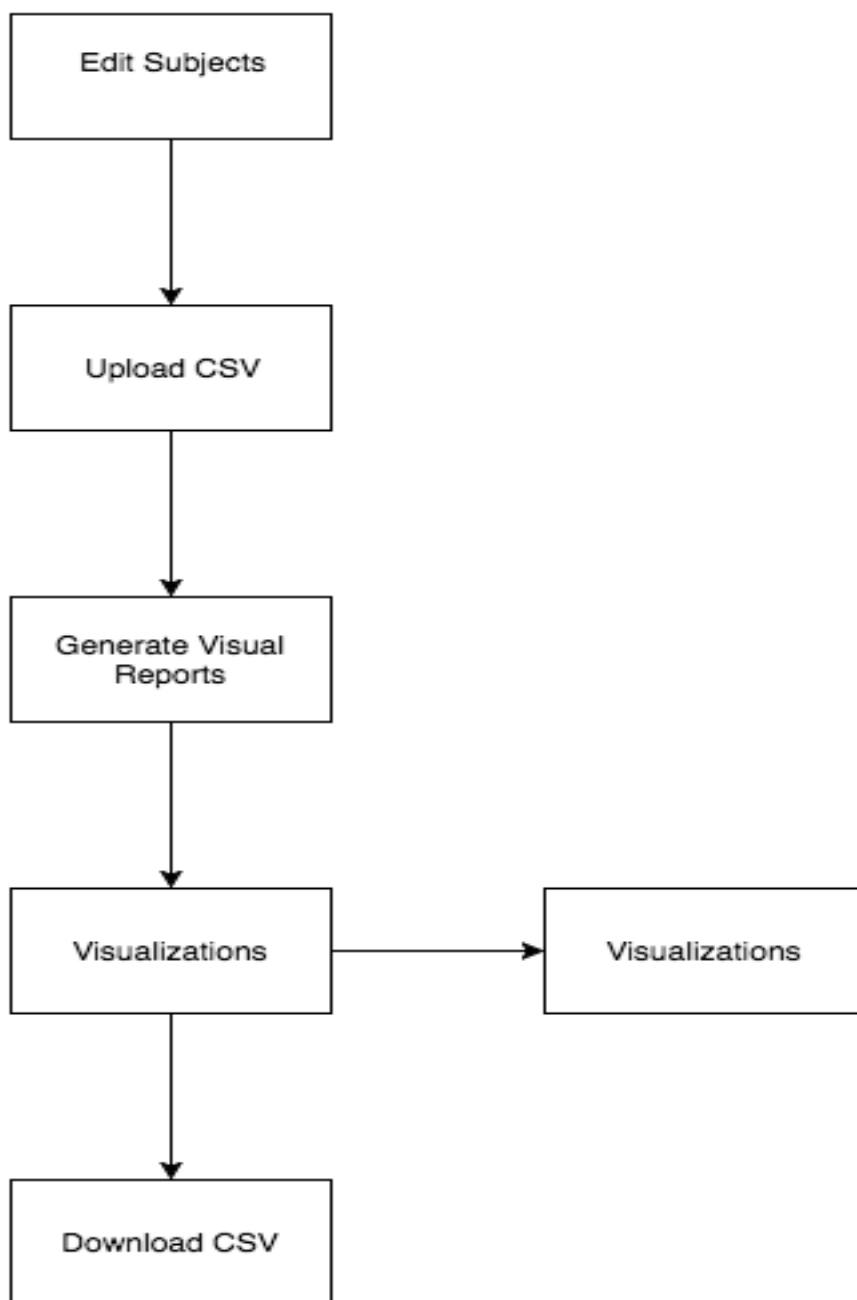 Edit Subjects
Upload CSV
Generate Visual
Reports
Visualizations
Visualizations
Download CSV